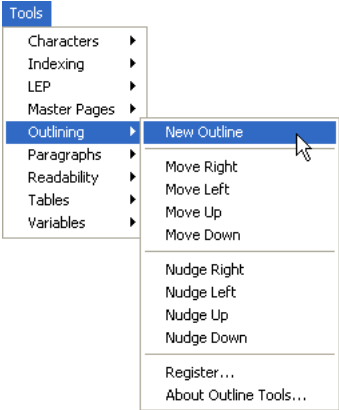 Tools
Characters
Indexing
LEP
Master Pages
Outlining
Paragraphs
Readability
Tables
Variables
New Outline
Move Right
Move Left
Move Up
Move Down
Nudge Right
Nudge Left
Nudge Up
Nudge Down
Register...
About Outline Tools...